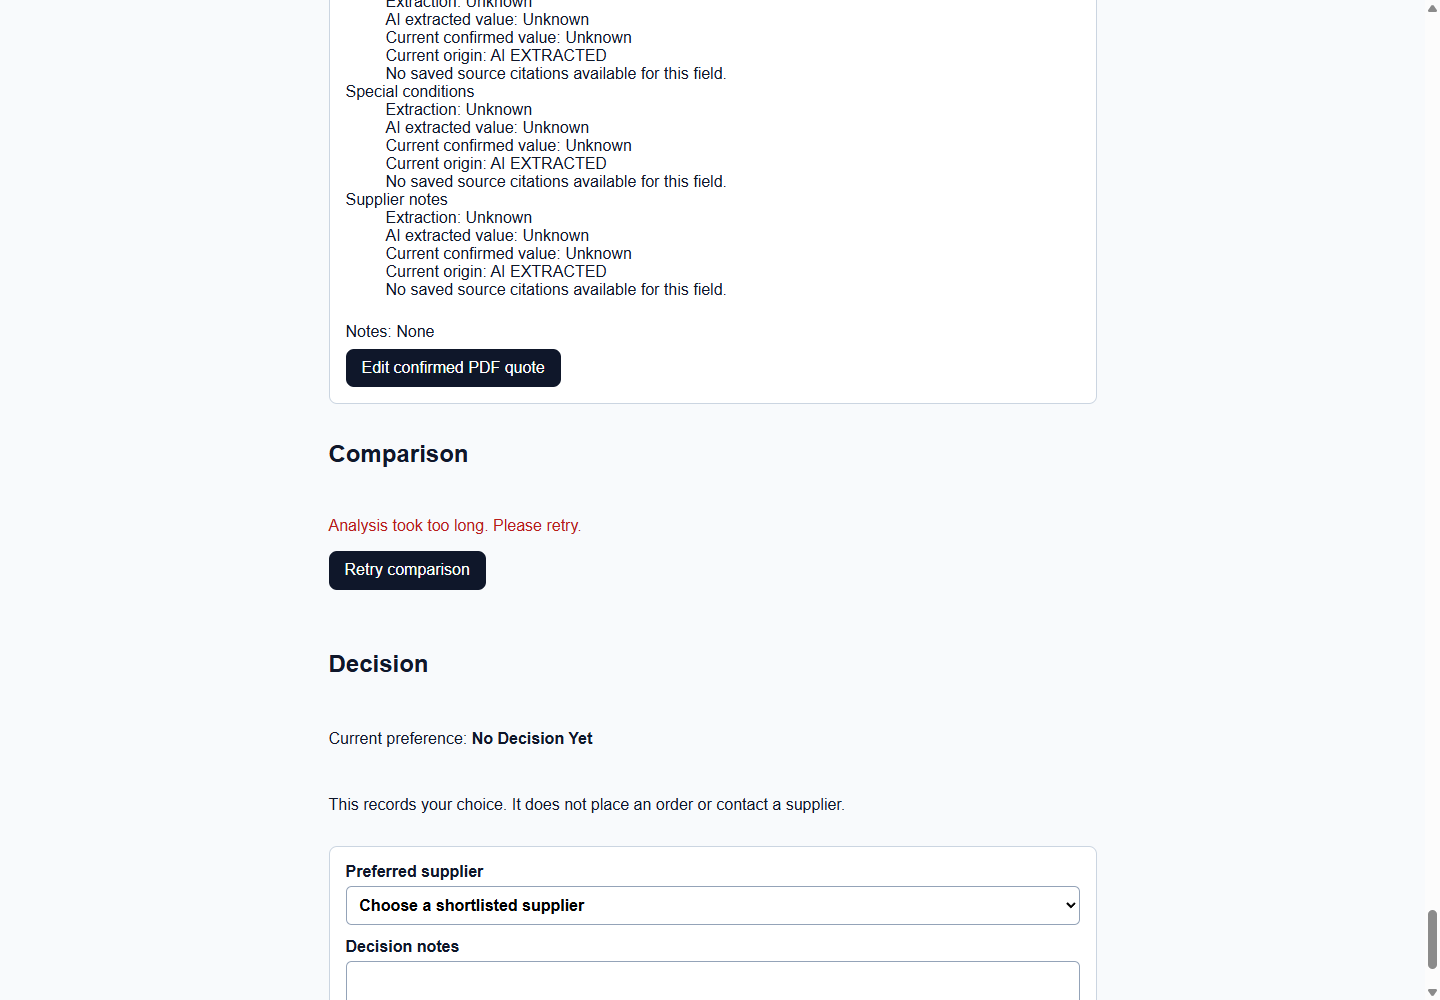 Extraction: Unknown
AI extracted value: Unknown
Current confirmed value: Unknown
Current origin: AI EXTRACTED
No saved source citations available for this field.
Special conditions
Extraction: Unknown
AI extracted value: Unknown
Current confirmed value: Unknown
Current origin: AI EXTRACTED
No saved source citations available for this field.
Supplier notes
Extraction: Unknown
AI extracted value: Unknown
Current confirmed value: Unknown
Current origin: AI EXTRACTED
No saved source citations available for this field.
Notes: None
Edit confirmed PDF quote
Comparison
Analysis took too long. Please retry.
Retry comparison
Decision
Current preference: No Decision Yet
This records your choice. It does not place an order or contact a supplier.
Preferred supplier
Choose a shortlisted supplier
Decision notes